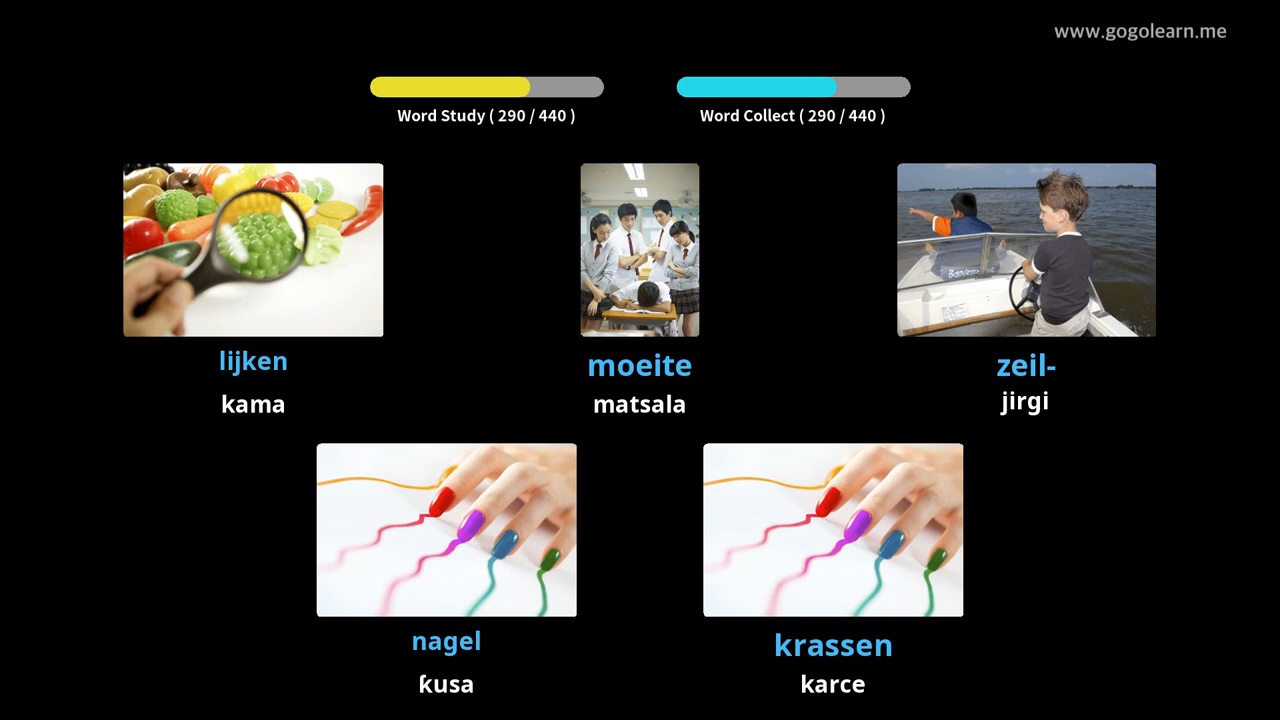 www.gogolearn.me
Word Study ( 290 / 440 )
Word Collect ( 290 / 440 )
lijken
kama
moeite
matsala
zeil-
jirgi
nagel
ƙusa
krassen
karce